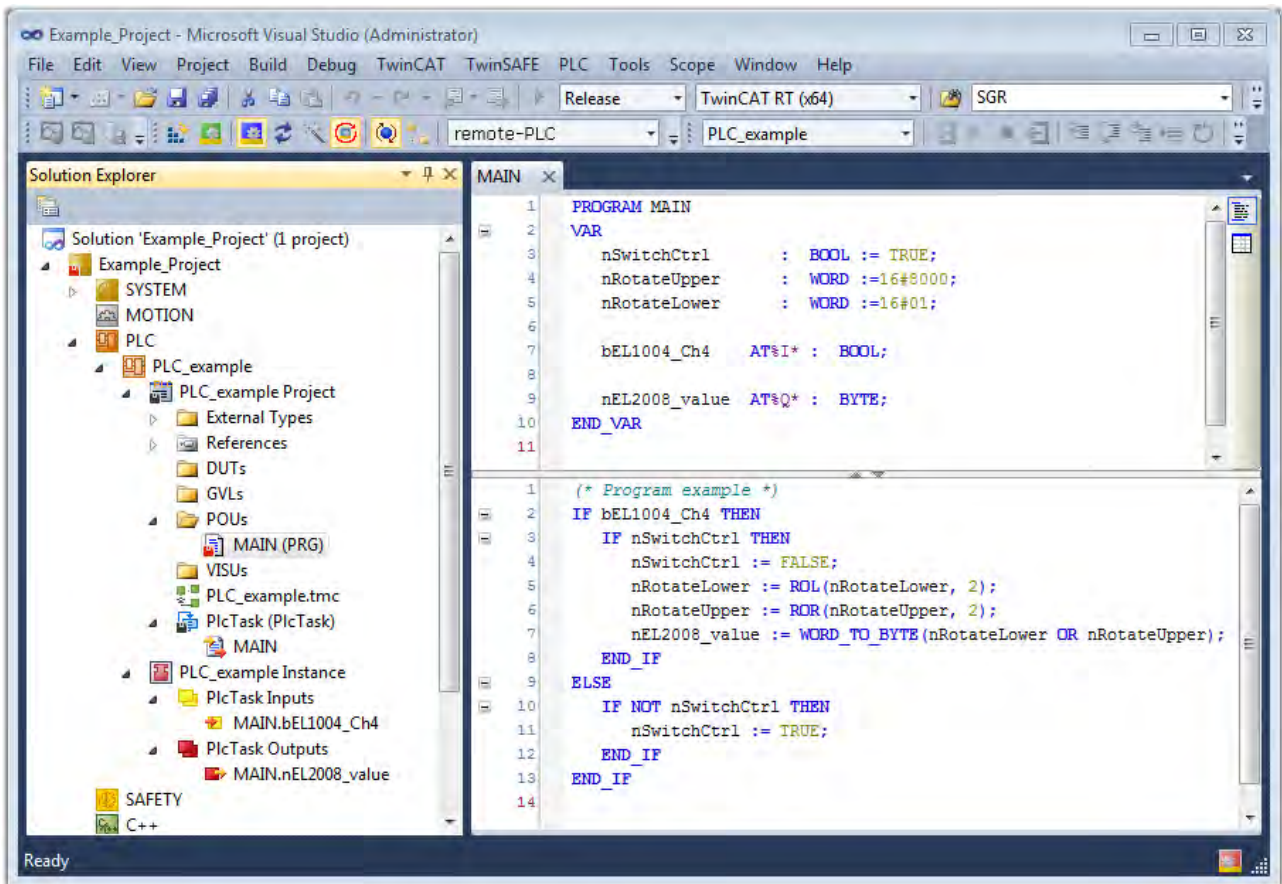 Example_Project - Microsoft Visual Studio (Administrator)
File Edit View Project Build Debug TwinCAT TwinSAFE PLC Tools Scope Window Help
Release TwinCAT RT (x64) SGR
remote-PLC PLC_example
Solution Explorer
Solution 'Example_Project' (1 project)
Example_Project
SYSTEM
MOTION
PLC
PLC_example
PLC_example Project
External Types
References
DUTs
GVLs
POUs
MAIN (PRG)
VISUs
PLC_example.tmc
PlcTask (PlcTask)
MAIN
PLC_example Instance
PlcTask Inputs
MAIN.bEL1004_Ch4
PlcTask Outputs
MAIN.nEL2008_value
SAFETY
C++
MAIN
1 PROGRAM MAIN
2 VAR
3 nSwitchCtrl : BOOL := TRUE;
4 nRotateUpper : WORD :=16#8000;
5 nRotateLower : WORD :=16#01;
6
7 bEL1004_Ch4 AT%I* : BOOL;
8
9 nEL2008_value AT%Q* : BYTE;
10 END_VAR
11
1 (* Program example *)
2 IF bEL1004_Ch4 THEN
3 IF nSwitchCtrl THEN
4 nSwitchCtrl := FALSE;
5 nRotateLower := ROL(nRotateLower, 2);
6 nRotateUpper := ROR(nRotateUpper, 2);
7 nEL2008_value := WORD_TO_BYTE(nRotateLower OR nRotateUpper);
8 END_IF
9 ELSE
10 IF NOT nSwitchCtrl THEN
11 nSwitchCtrl := TRUE;
12 END_IF
13 END_IF
14
Ready